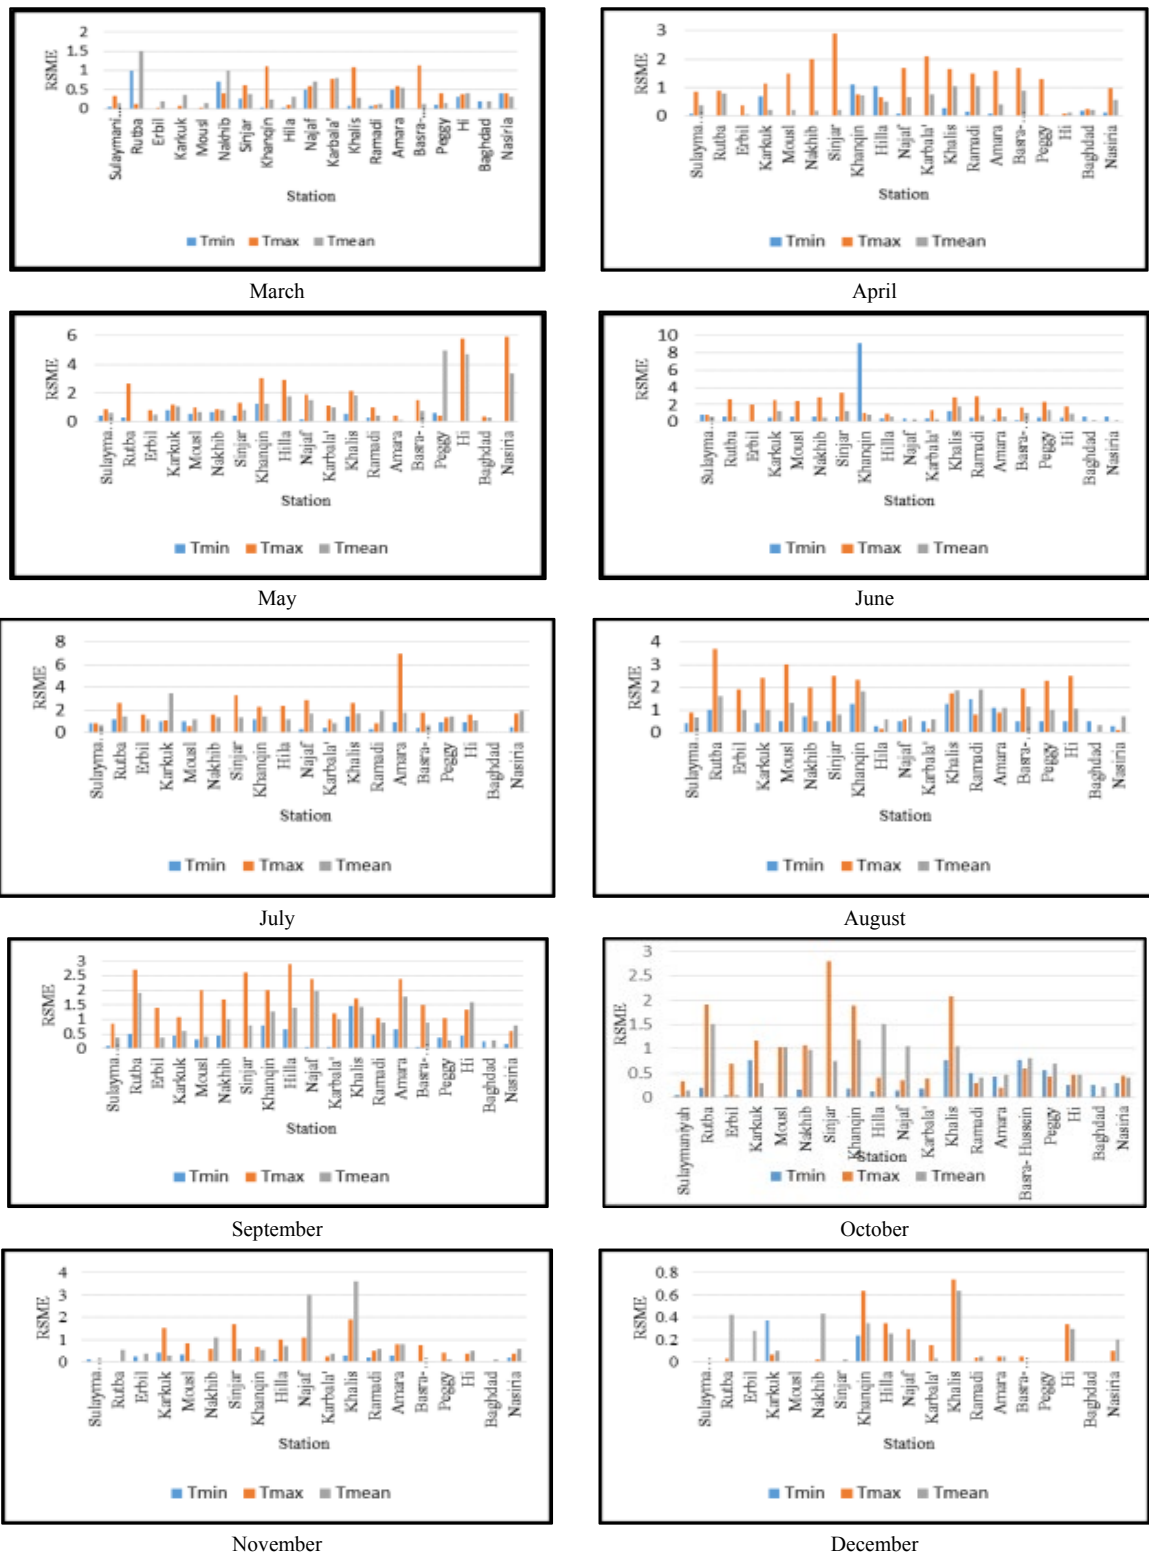 2
1.5
1
0.5
0
RSME
Sulaymani...
Rutba
Erbil
Karkuk
Mousl
Nakhib
Sinjar
Khanqin
Hila
Najaf
Karbala'
Khalis
Ramadi
Amara
Basra-...
Peggy
Hi
Baghdad
Nasiria
Station
Tmin Tmax Tmean
March
3
2
1
0
RSME
Sulayma...
Rutba
Erbil
Karkuk
Mousl
Nakhib
Sinjar
Khanqin
Hilla
Najaf
Karbala'
Khalis
Ramadi
Amara
Basra-...
Peggy
Hi
Baghdad
Nasiria
Station
Tmin Tmax Tmean
April
6
4
2
0
RSME
Sulayma...
Rutba
Erbil
Karkuk
Mousl
Nakhib
Sinjar
Khanqin
Hilla
Najaf
Karbala'
Khalis
Ramadi
Amara
Basra-...
Peggy
Hi
Baghdad
Nasiria
Station
Tmin Tmax Tmean
May
10
8
6
4
2
0
RSME
Sulayma...
Rutba
Erbil
Karkuk
Mousl
Nakhib
Sinjar
Khanqin
Hilla
Najaf
Karbala'
Khalis
Ramadi
Amara
Basra-...
Peggy
Hi
Baghdad
Nasiria
Station
Tmin Tmax Tmean
June
8
6
4
2
0
RSME
Sulayma...
Rutba
Erbil
Karkuk
Mousl
Nakhib
Sinjar
Khanqin
Hilla
Najaf
Karbala'
Khalis
Ramadi
Amara
Basra-...
Peggy
Hi
Baghdad
Nasiria
Station
Tmin Tmax Tmean
July
4
3
2
1
0
RSME
Sulayma...
Rutba
Erbil
Karkuk
Mousl
Nakhib
Sinjar
Khanqin
Hilla
Najaf
Karbala'
Khalis
Ramadi
Amara
Basra-...
Peggy
Hi
Baghdad
Nasiria
Station
Tmin Tmax Tmean
August
3
2.5
2
1.5
1
0.5
0
RSME
Sulayma...
Rutba
Erbil
Karkuk
Mousl
Nakhib
Sinjar
Khanqin
Hilla
Najaf
Karbala'
Khalis
Ramadi
Amara
Basra-...
Peggy
Hi
Baghdad
Nasiria
Station
Tmin Tmax Tmean
September
3
2.5
2
1.5
1
0.5
0
RSME
Sulaymaniyah
Rutba
Erbil
Karkuk
Mousl
Nakhib
Sinjar
Khanqin
Hilla
Najaf
Karbala'
Khalis
Ramadi
Amara
Basra- Hussein
Peggy
Hi
Baghdad
Nasiria
Station
Tmin Tmax Tmean
October
4
3
2
1
0
RSME
Sulayma...
Rutba
Erbil
Karkuk
Mousl
Nakhib
Sinjar
Khanqin
Hilla
Najaf
Karbala'
Khalis
Ramadi
Amara
Basra-...
Peggy
Hi
Baghdad
Nasiria
Station
Tmin Tmax Tmean
November
0.8
0.6
0.4
0.2
0
RSME
Sulayma...
Rutba
Erbil
Karkuk
Mousl
Nakhib
Sinjar
Khanqin
Hilla
Najaf
Karbala'
Khalis
Ramadi
Amara
Basra-...
Peggy
Hi
Baghdad
Nasiria
Station
Tmin Tmax Tmean
December